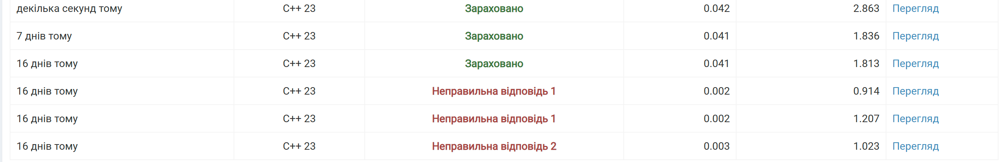 декілька секунд тому C++ 23 Зараховано 0.042 2.863 Перегляд
7 днів тому C++ 23 Зараховано 0.041 1.836 Перегляд
16 днів тому C++ 23 Зараховано 0.041 1.813 Перегляд
16 днів тому C++ 23 Неправильна відповідь 1 0.002 0.914 Перегляд
16 днів тому C++ 23 Неправильна відповідь 1 0.002 1.207 Перегляд
16 днів тому C++ 23 Неправильна відповідь 2 0.003 1.023 Перегляд